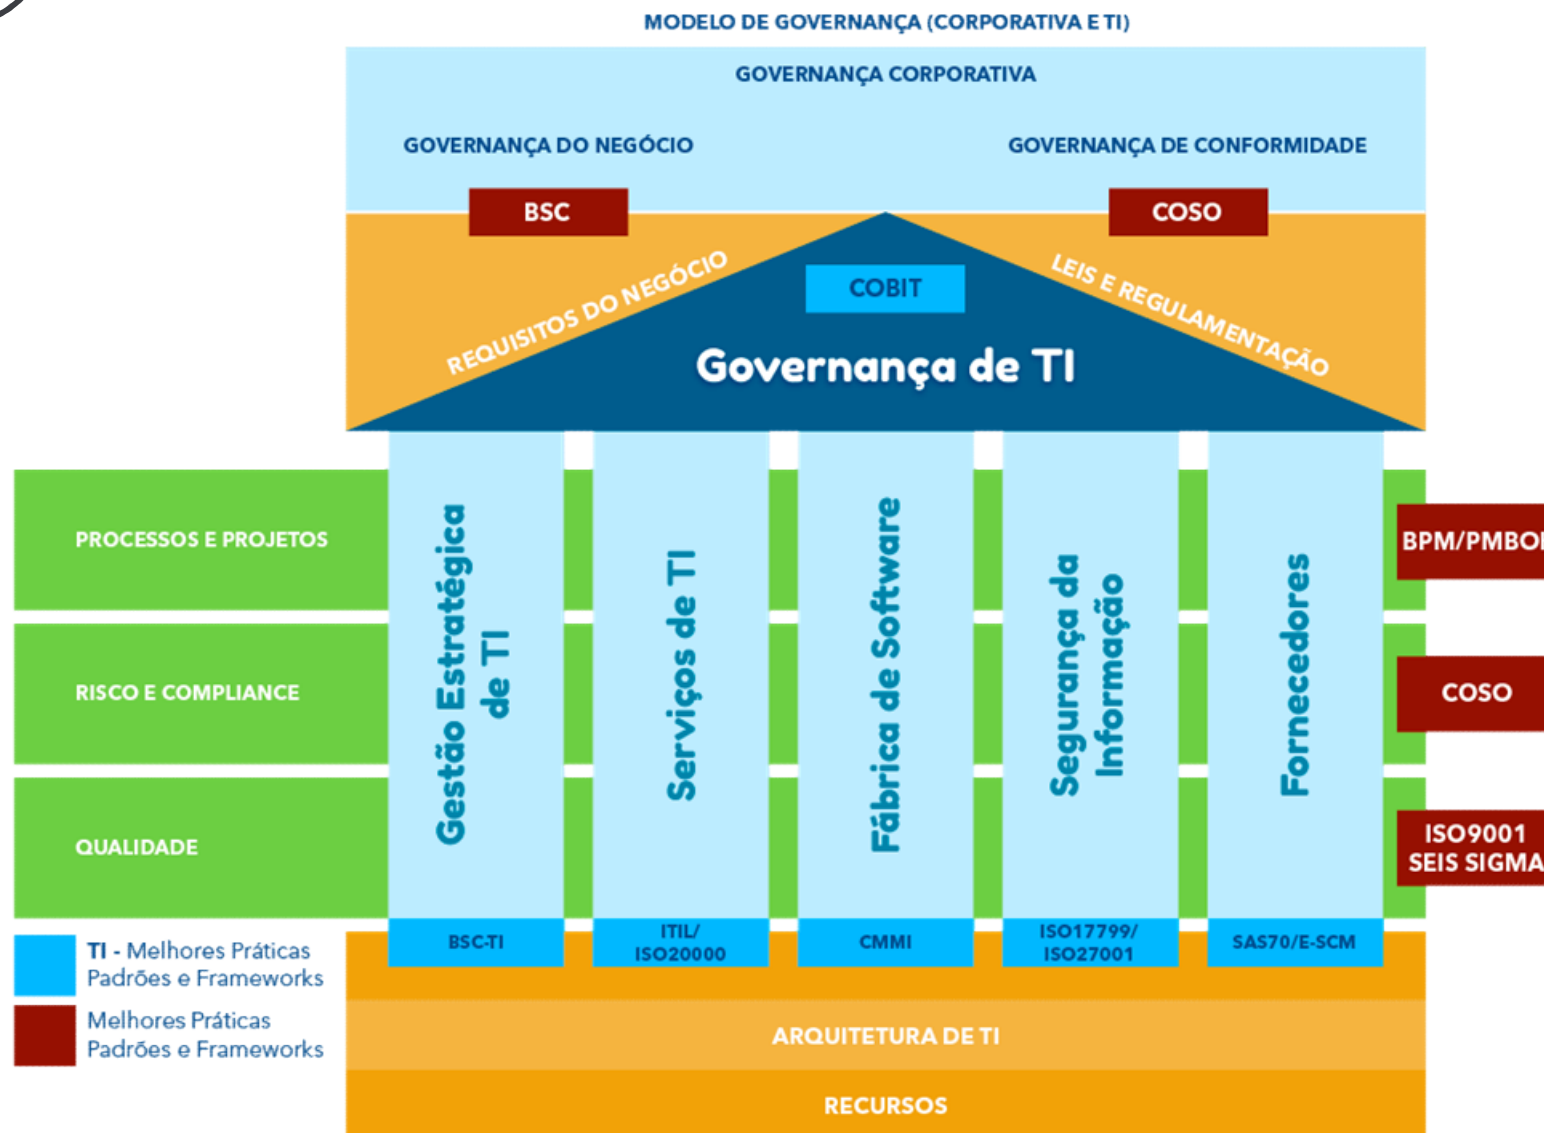 MODELO DE GOVERNANÇA (CORPORATIVA E TI)
GOVERNANÇA CORPORATIVA
GOVERNANÇA DO NEGÓCIO
GOVERNANÇA DE CONFORMIDADE
BSC
COSO
REQUISITOS DO NEGÓCIO
COBIT
LEIS E REGULAMENTAÇÃO
Governança de TI
PROCESSOS E PROJETOS
RISCO E COMPLIANCE
QUALIDADE
Gestão Estratégica
de TI
Serviços de TI
Fábrica de Software
Segurança da
Informação
Fornecedores
COSO
ISO9001
SEIS SIGMA
BSC-TI
ITIL/
ISO20000
CMMI
ISO17799/
ISO27001
SAS70/E-SCM
TI - Melhores Práticas
Padrões e Frameworks
Melhores Práticas
Padrões e Frameworks
ARQUITETURA DE TI
RECURSOS